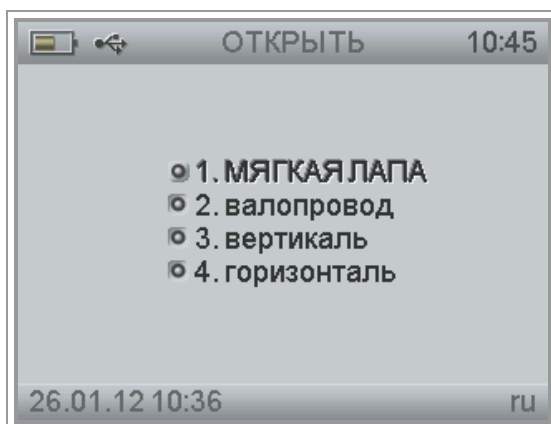 ОТКРЫТЬ 10:45
1. МЯГКАЯ ЛАПА
2. валопровод
3. вертикаль
4. горизонталь
26.01.12 10:36 ru